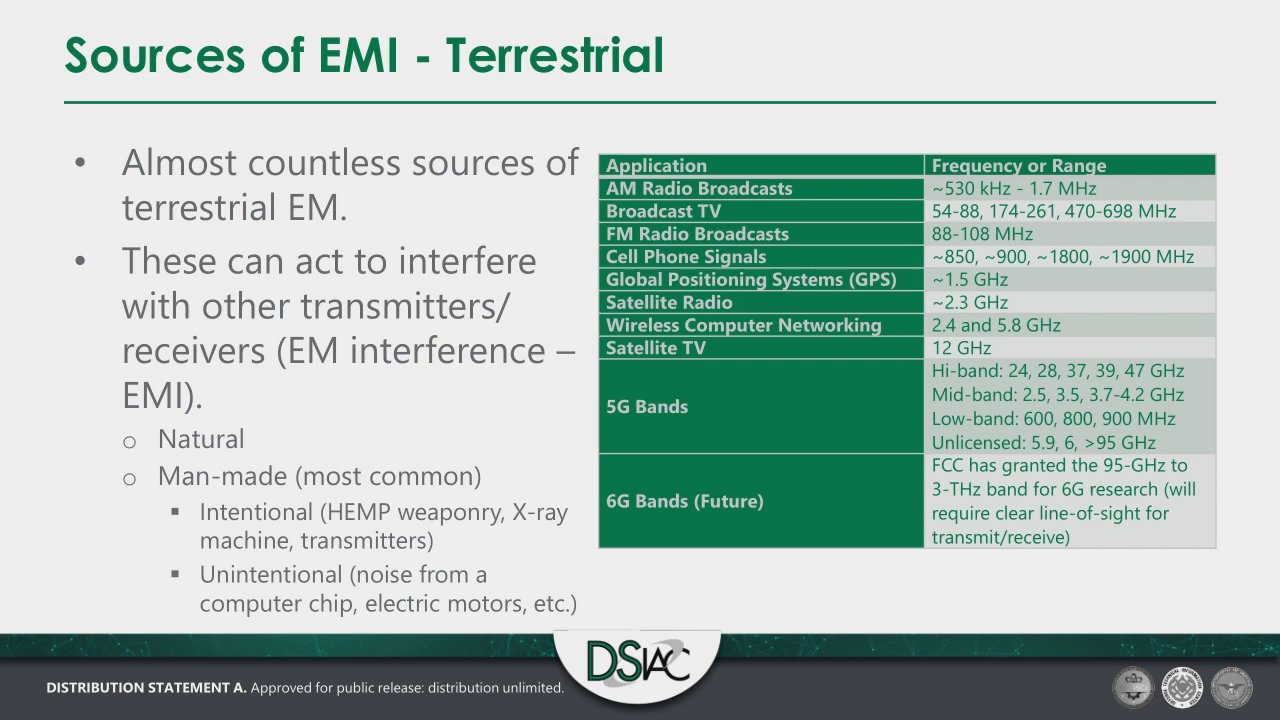 Sources of EMI - Terrestrial
• Almost countless sources of
terrestrial EM.
• These can act to interfere
with other transmitters/
receivers (EM interference –
EMI).
o Natural
o Man-made (most common)
▪ Intentional (HEMP weaponry, X-ray
machine, transmitters)
▪ Unintentional (noise from a
computer chip, electric motors, etc.)
Application Frequency or Range
AM Radio Broadcasts ~530 kHz - 1.7 MHz
Broadcast TV 54-88, 174-261, 470-698 MHz
FM Radio Broadcasts 88-108 MHz
Cell Phone Signals ~850, ~900, ~1800, ~1900 MHz
Global Positioning Systems (GPS) ~1.5 GHz
Satellite Radio ~2.3 GHz
Wireless Computer Networking 2.4 and 5.8 GHz
Satellite TV 12 GHz
5G Bands
Hi-band: 24, 28, 37, 39, 47 GHz
Mid-band: 2.5, 3.5, 3.7-4.2 GHz
Low-band: 600, 800, 900 MHz
Unlicensed: 5.9, 6, >95 GHz
6G Bands (Future)
FCC has granted the 95-GHz to
3-THz band for 6G research (will
require clear line-of-sight for
transmit/receive)
DISTRIBUTION STATEMENT A. Approved for public release: distribution unlimited.
DSIAC